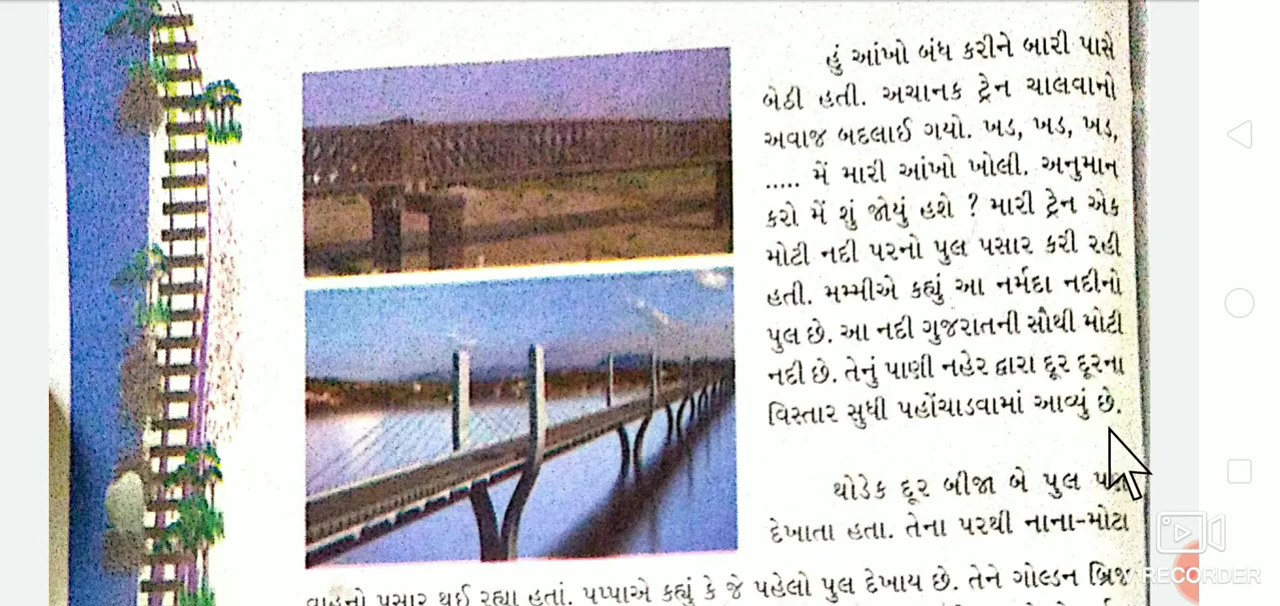 હું આંખો બંધ કરીને બારી પાસે
બેઠી હતી. અચાનક ટ્રેન ચાલવાનો
અવાજ બદલાઈ ગયો. ખડ, ખડ, ખડ,
..... મેં મારી આંખો ખોલી. અનુમાન
કરો મેં શું જોયું હશે ? મારી ટ્રેન એક
મોટી નદી પરનો પુલ પસાર કરી રહી
હતી. મમ્મીએ કહ્યું આ નર્મદા નદીનો
પુલ છે. આ નદી ગુજરાતની સૌથી મોટી
નદી છે. તેનું પાણી નહેર દ્વારા દૂર દૂરના
વિસ્તાર સુધી પહોંચાડવામાં આવ્યું છે.
થોડેક દૂર બીજા બે પુલ પણ
દેખાતા હતા. તેના પરથી નાના-મોટા
વાહનો પસાર થઈ રહ્યા હતાં. પપ્પાએ કહ્યું કે જે પહેલો પુલ દેખાય છે. તેને ગોલ્ડન બ્રિજ
RECORDER